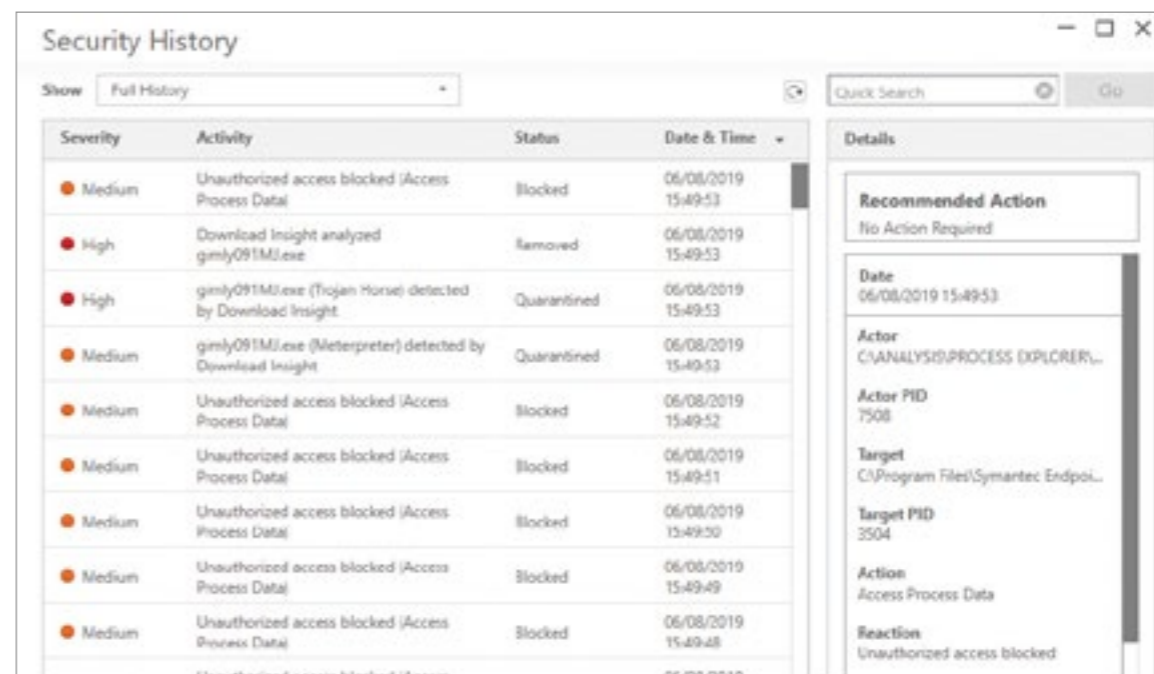 Security History
Show Full History
Quick Search Go
Severity Activity Status Date & Time
Medium Unauthorized access blocked (Access Process Data) Blocked 06/08/2019 15:49:53
High Download Insight analyzed gimly091MJ.exe Removed 06/08/2019 15:49:53
High gimly091MJ.exe (Trojan Horse) detected by Download Insight Quarantined 06/08/2019 15:49:53
Medium gimly091MJ.exe (Meterpreter) detected by Download Insight Quarantined 06/08/2019 15:49:53
Medium Unauthorized access blocked (Access Process Data) Blocked 06/08/2019 15:49:52
Medium Unauthorized access blocked (Access Process Data) Blocked 06/08/2019 15:49:51
Medium Unauthorized access blocked (Access Process Data) Blocked 06/08/2019 15:49:50
Medium Unauthorized access blocked (Access Process Data) Blocked 06/08/2019 15:49:49
Medium Unauthorized access blocked (Access Process Data) Blocked 06/08/2019 15:49:48
Details
Recommended Action
No Action Required
Date
06/08/2019 15:49:53
Actor
C:\ANALYSIS\PROCESS EXPLORER\...
Actor PID
7508
Target
C:\Program Files\Symantec Endpoi...
Target PID
3504
Action
Access Process Data
Reaction
Unauthorized access blocked